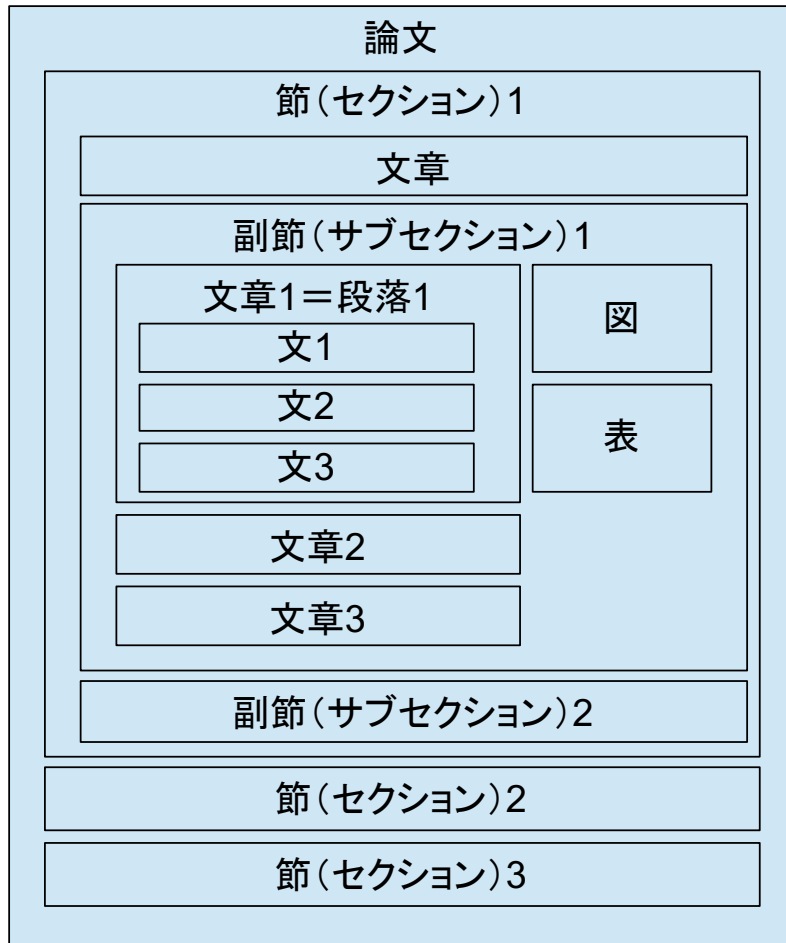 論文
節（セクション）1
文章
副節（サブセクション）1
文章1＝段落1
文1
文2
文3
図
表
文章2
文章3
副節（サブセクション）2
節（セクション）2
節（セクション）3